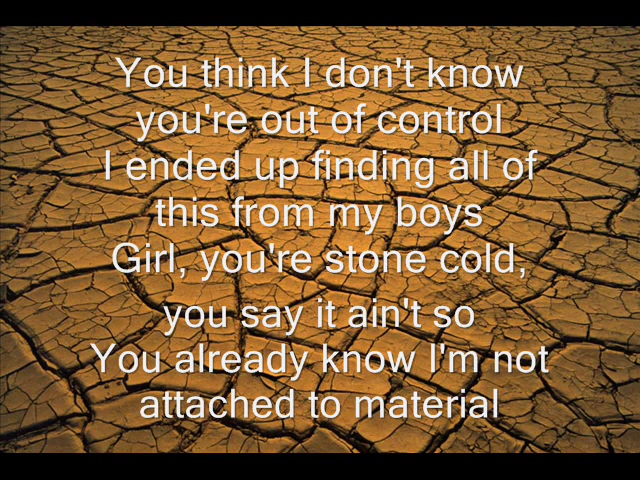 You think I don't know
you're out of control
I ended up finding all of
this from my boys
Girl, you're stone cold,
you say it ain't so
You already know I'm not
attached to material